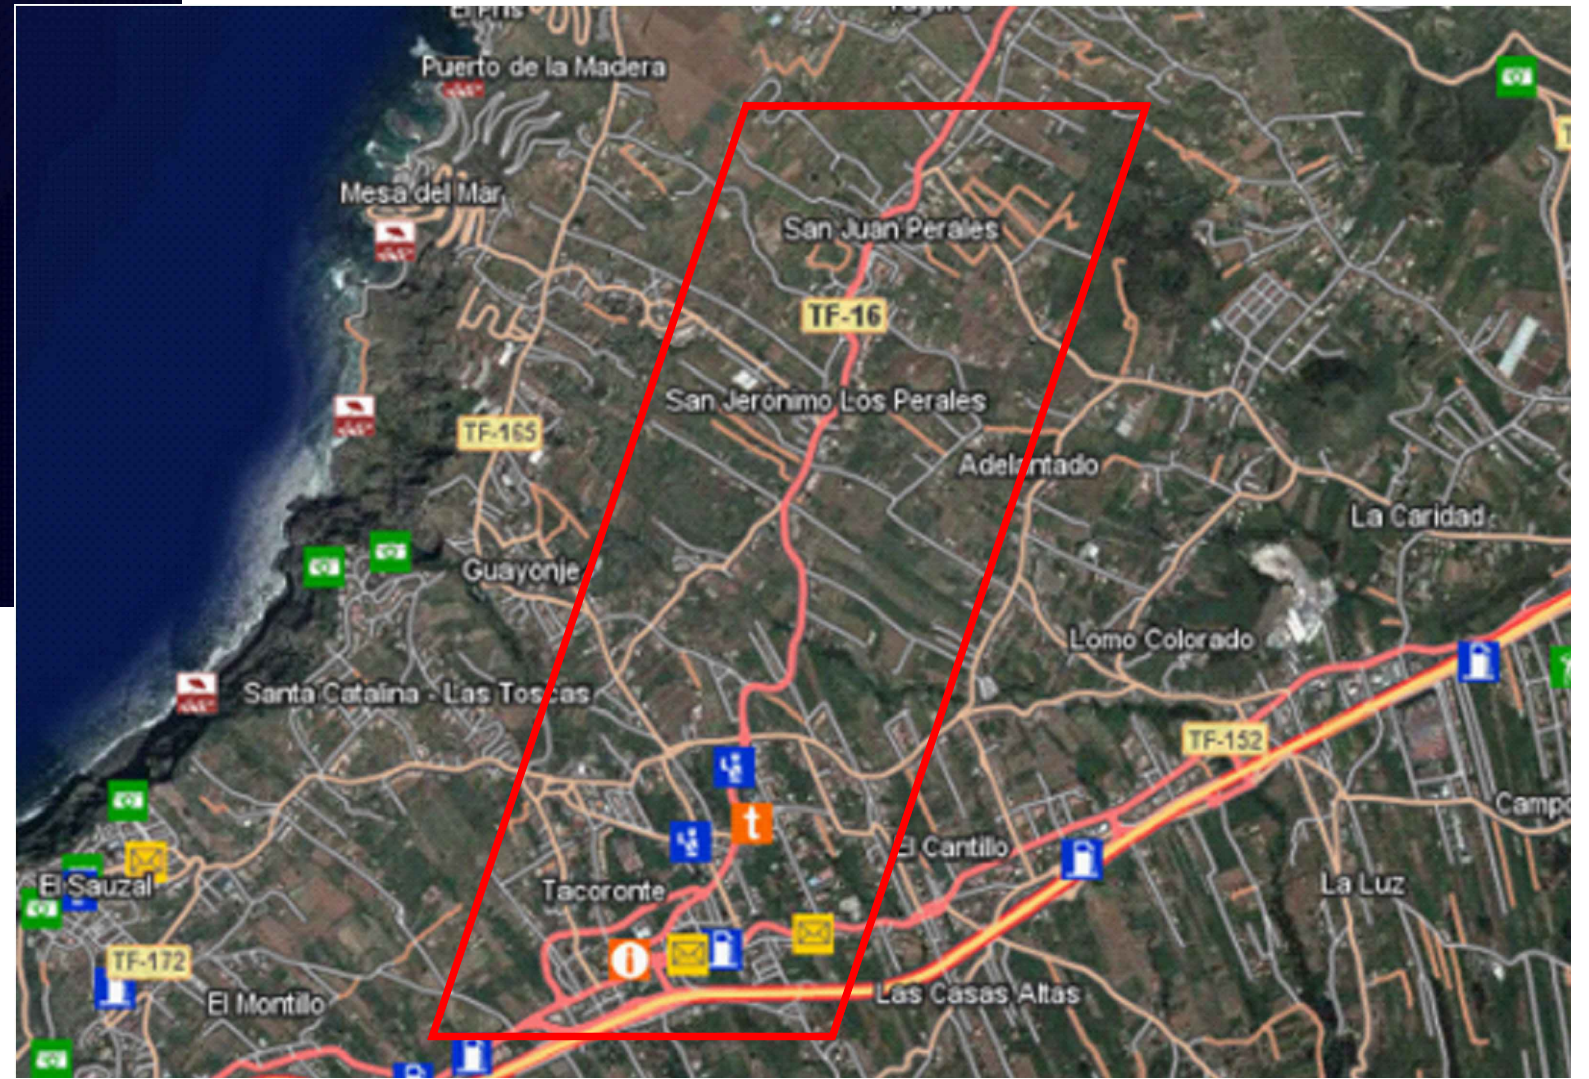 El Pris
Puerto de la Madera
Mesa del Mar
San Juan Perales
TF-16
San Jerónimo Los Perales
TF-165
Adelantado
La Caridad
Guayonje
Lomo Colorado
Santa Catalina - Las Toscas
TF-152
Campo
t
El Cantillo
El Sauzal
Tacoronte
La Luz
i
TF-172
El Montillo
Las Casas Altas